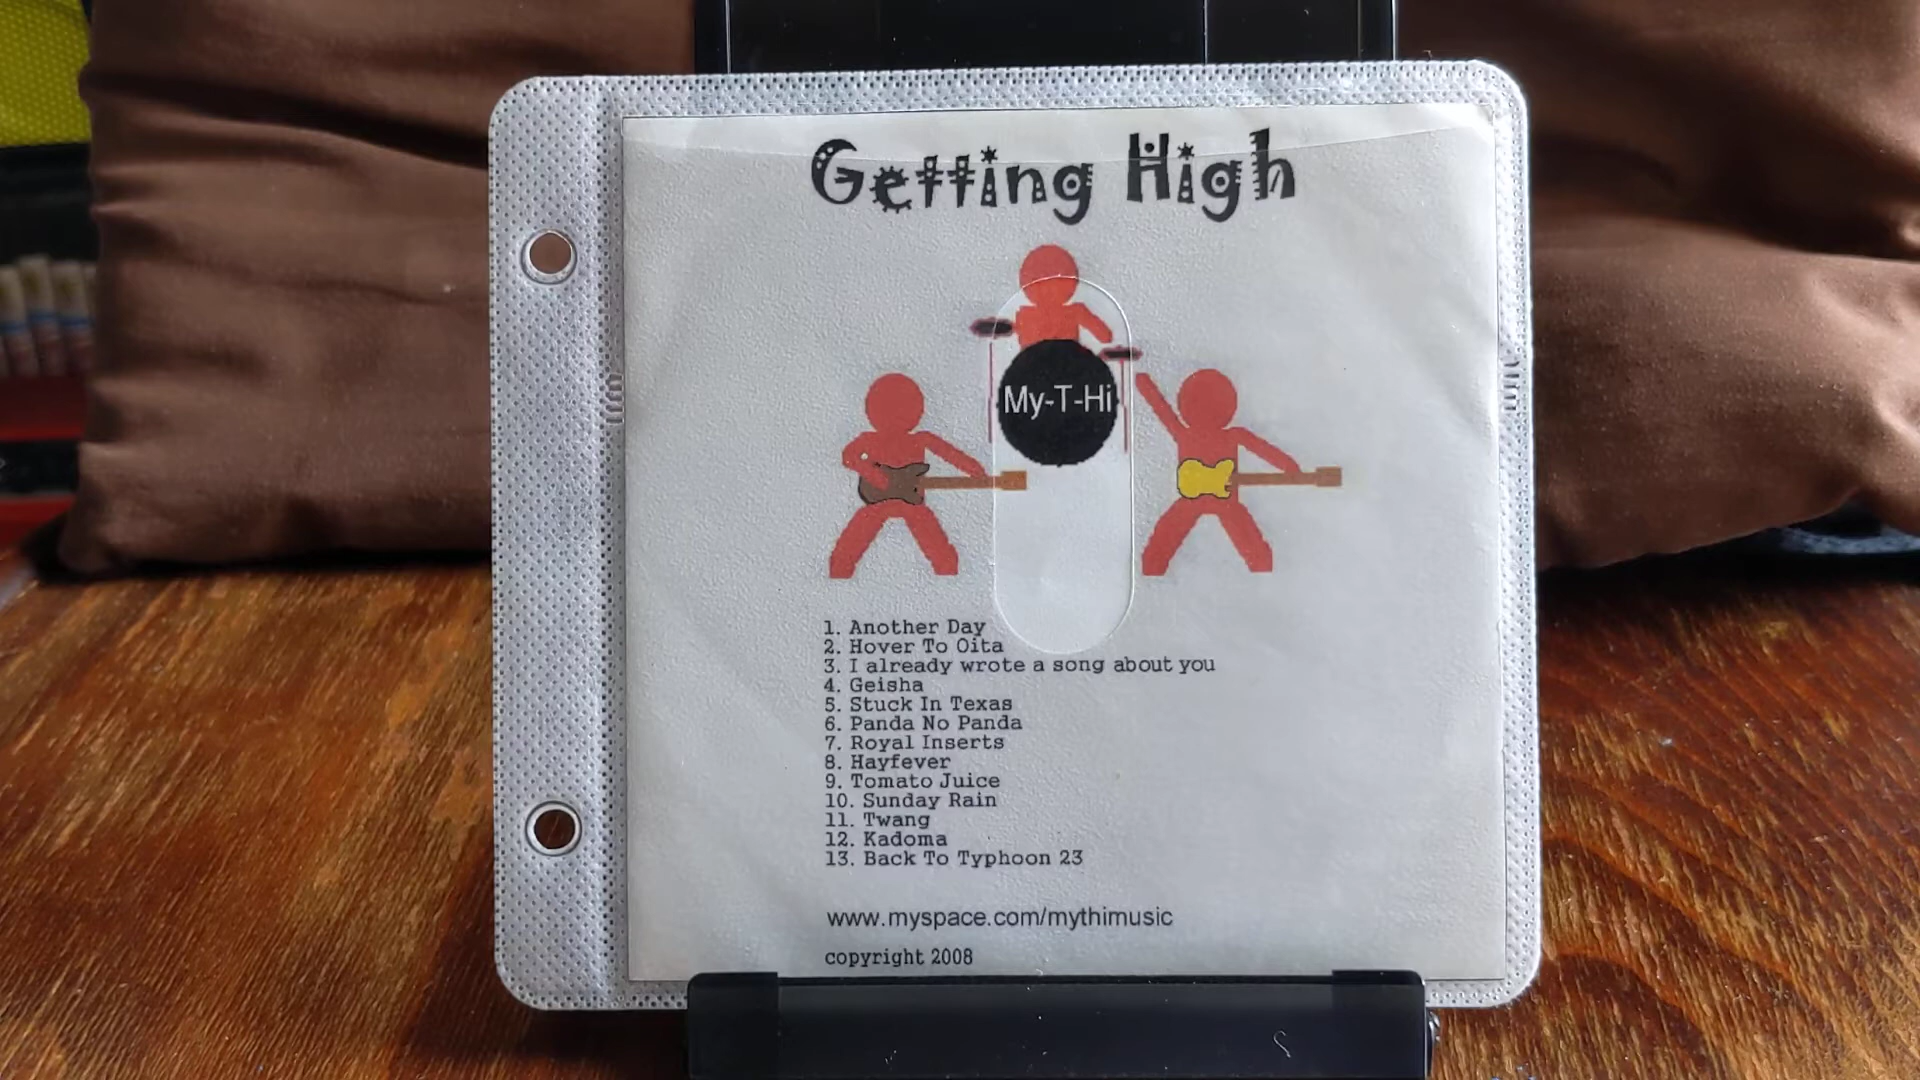 Getting High
My-T-Hi
1. Another Day
2. Hover To Oita
3. I already wrote a song about you
4. Geisha
5. Stuck In Texas
6. Panda No Panda
7. Royal Inserts
8. Hayfever
9. Tomato Juice
10. Sunday Rain
11. Twang
12. Kadoma
13. Back To Typhoon 23
www.myspace.com/mythimusic
copyright 2008